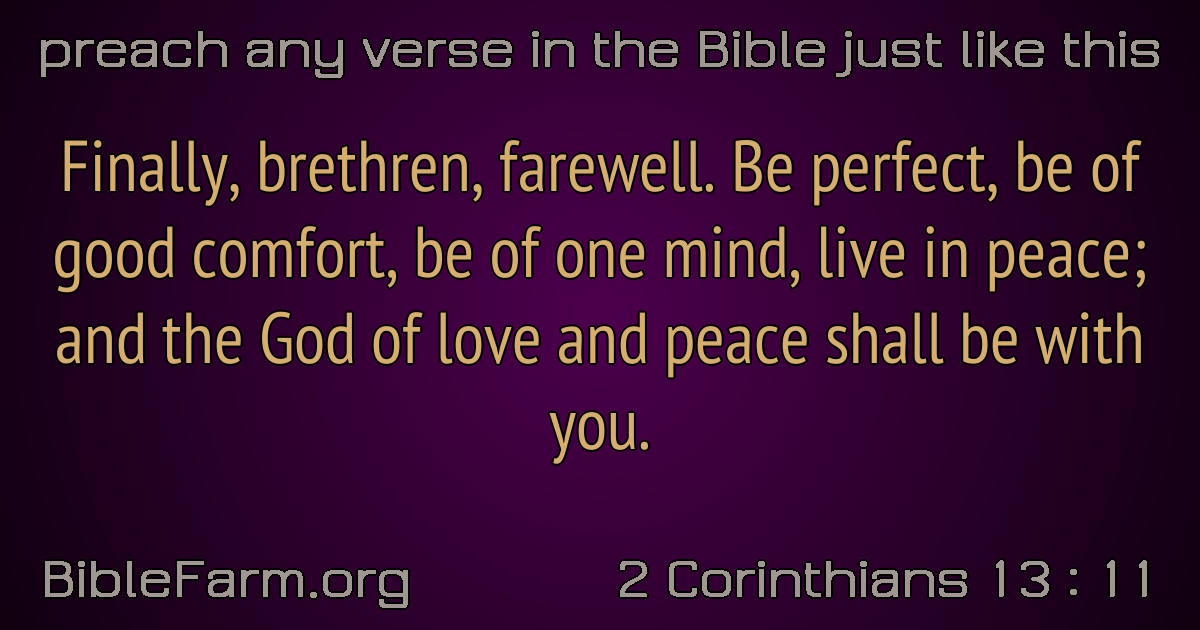 preach any verse in the Bible just like this
Finally, brethren, farewell. Be perfect, be of
good comfort, be of one mind, live in peace;
and the God of love and peace shall be with
you.
BibleFarm.org
2 Corinthians 13 : 11